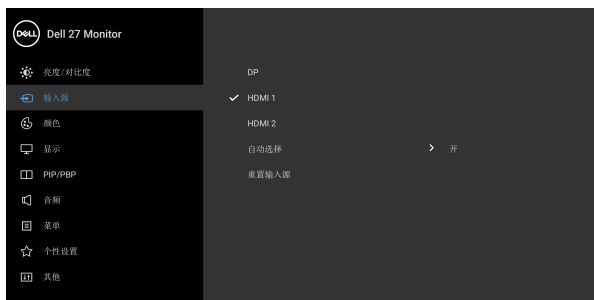 DELL Dell 27 Monitor
亮度/对比度
DP
输入源
HDMI 1
颜色
HDMI 2
显示
自动选择 开
PIP/PBP
重置输入源
音频
菜单
个性设置
其他